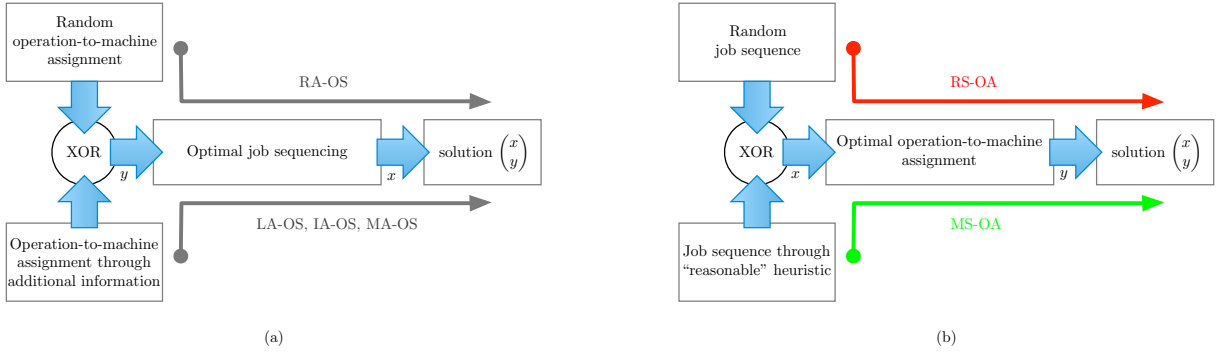 Random
operation-to-machine
assignment
RA-OS
XOR
y
Optimal job sequencing
x
solution (x y)
LA-OS, IA-OS, MA-OS
Operation-to-machine
assignment through
additional information
(a)
Random
job sequence
RS-OA
XOR
x
Optimal operation-to-machine
assignment
y
solution (x y)
MS-OA
Job sequence through
“reasonable” heuristic
(b)